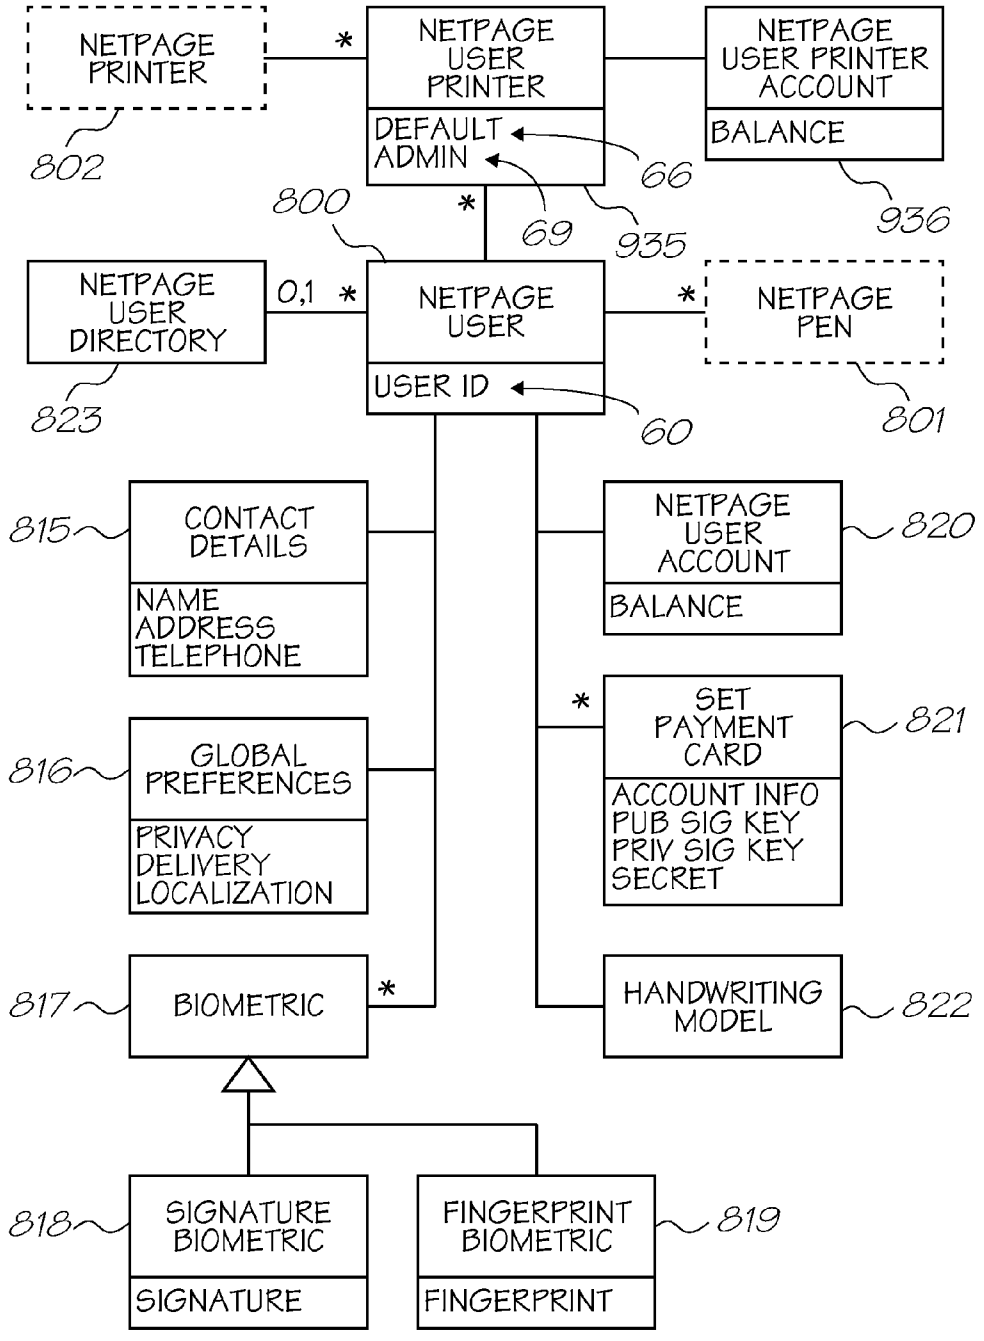 NETPAGE
PRINTER
802
*
NETPAGE
USER
PRINTER
DEFAULT
ADMIN
66
69
935
NETPAGE
USER PRINTER
ACCOUNT
BALANCE
936
*
800
NETPAGE
USER
DIRECTORY
823
0,1 *
NETPAGE
USER
USER ID
60
*
NETPAGE
PEN
801
815
CONTACT
DETAILS
NAME
ADDRESS
TELEPHONE
NETPAGE
USER
ACCOUNT
BALANCE
820
816
GLOBAL
PREFERENCES
PRIVACY
DELIVERY
LOCALIZATION
*
SET
PAYMENT
CARD
ACCOUNT INFO
PUB SIG KEY
PRIV SIG KEY
SECRET
821
817
BIOMETRIC
*
HANDWRITING
MODEL
822
818
SIGNATURE
BIOMETRIC
SIGNATURE
FINGERPRINT
BIOMETRIC
FINGERPRINT
819